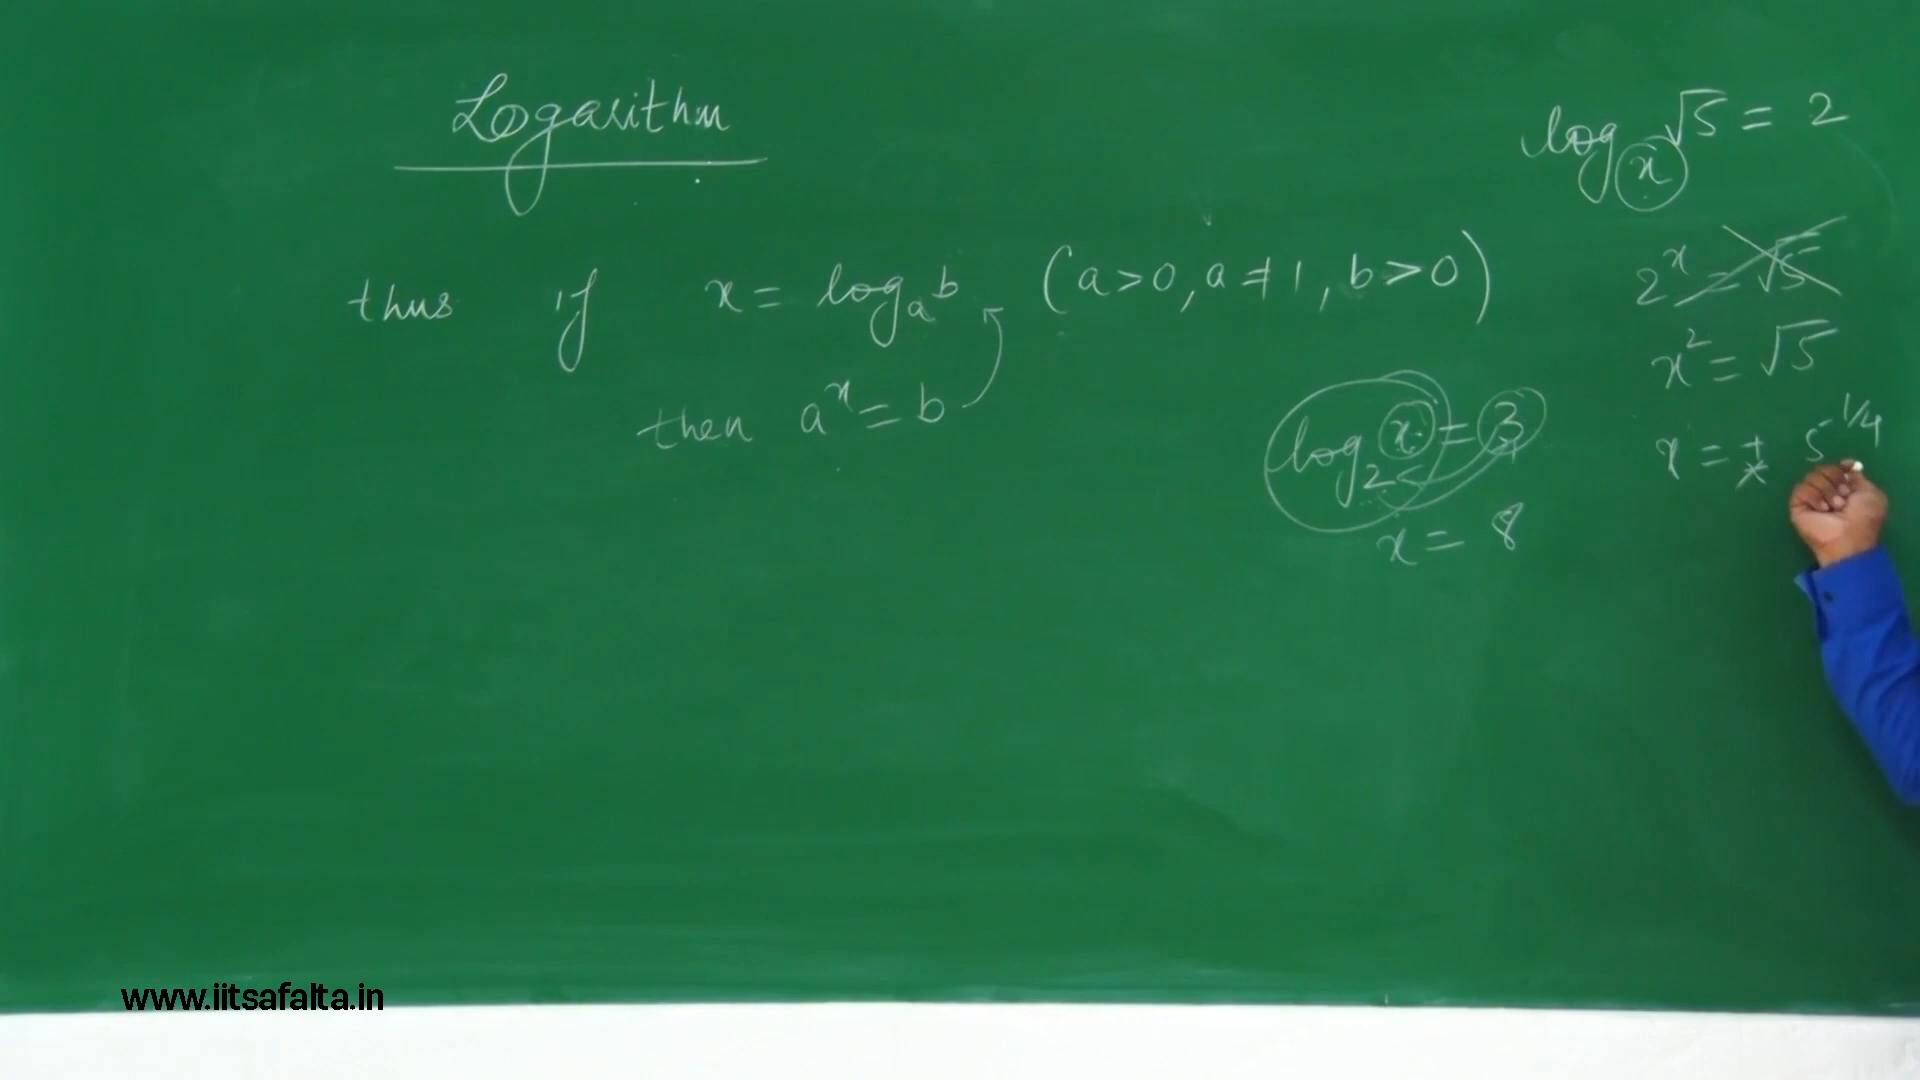 Logarithm
thus if x = log_a b (a>0, a≠1, b>0)
then a^x = b
log_2 x = 3
x = 8
log_x √5 = 2
2^x = √5
x^2 = √5
x = ± 5^1/4
www.iitsafalta.in